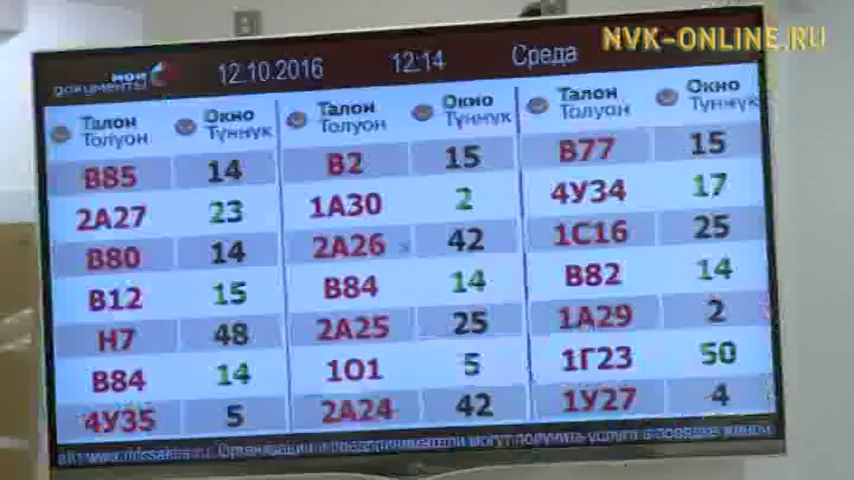 NVK-ONLINE.RU
мои документы
12.10.2016 12:14 Среда
Талон Окно Талон Окно Талон Окно
Толуон Түннүк Толуон Түннүк Толуон Түннүк
В85 14 В2 15 В77 15
2А27 23 1А30 2 4У34 17
В80 14 2А26 42 1С16 25
В12 15 В84 14 В82 14
Н7 48 2А25 25 1А29 2
В84 14 1О1 5 1Г23 50
4У35 5 2А24 42 1У27 4
Организации и предприниматели могут получить услуги в порядке живой